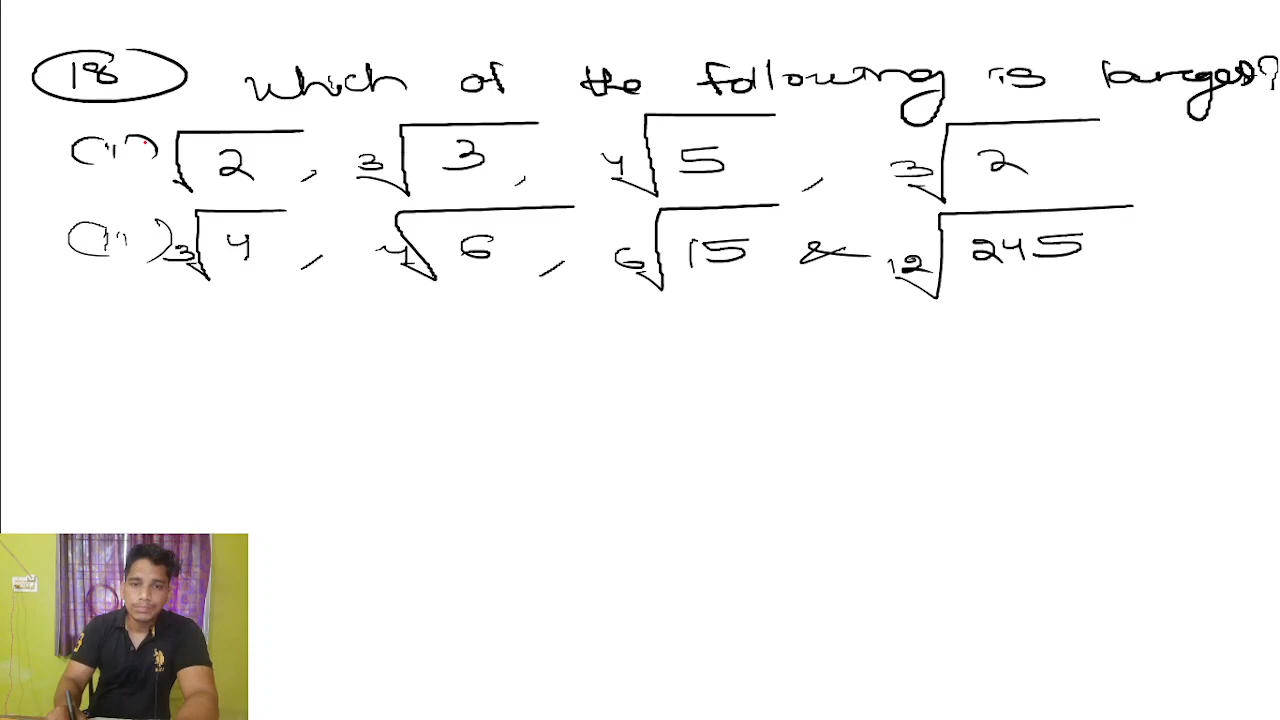 18 which of the following is largest?
(i) √2, ∛3, ∜5, ∛2
(ii) ∛4, ∜6, ⁶√15 & ¹²√245